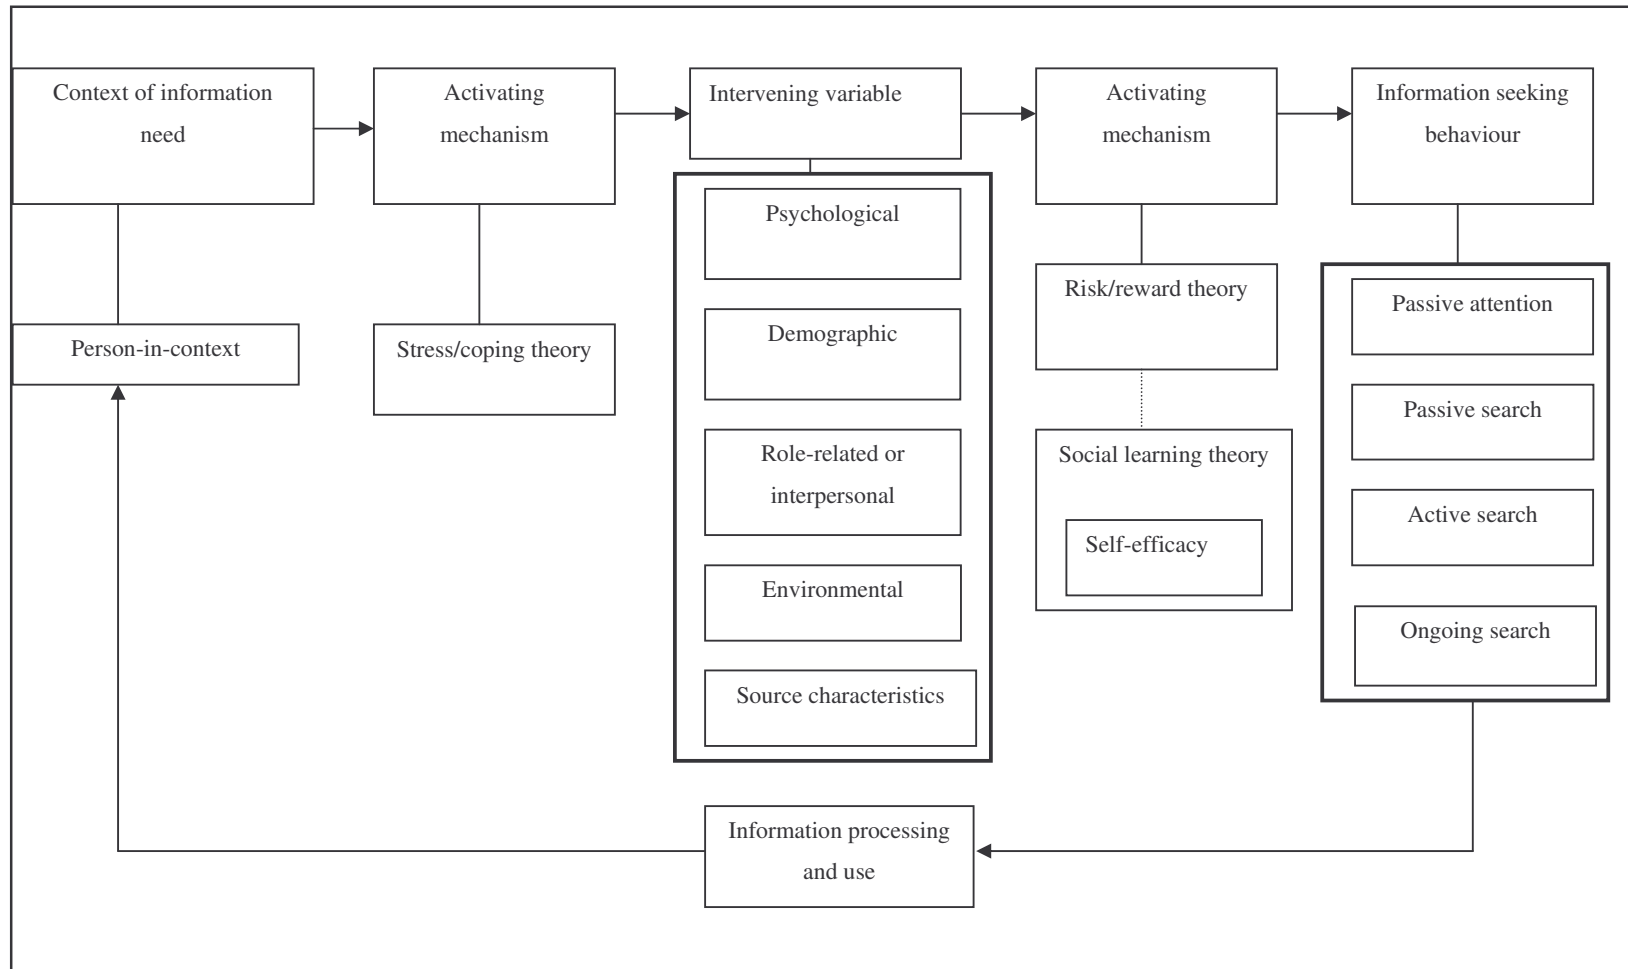 Context of information
need
Activating
mechanism
Intervening variable
Activating
mechanism
Information seeking
behaviour
Psychological
Demographic
Role-related or
interpersonal
Environmental
Source characteristics
Person-in-context
Stress/coping theory
Risk/reward theory
Social learning theory
Self-efficacy
Passive attention
Passive search
Active search
Ongoing search
Information processing
and use